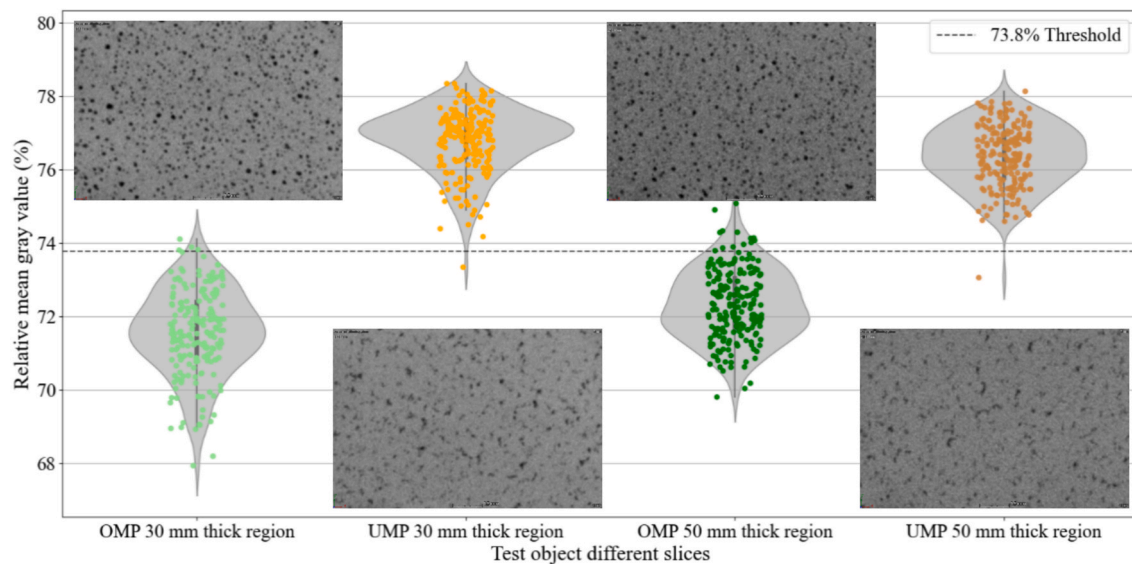 80
78
76
74
72
70
68
Relative mean gray value (%)
73.8% Threshold
OMP 30 mm thick region
UMP 30 mm thick region
OMP 50 mm thick region
UMP 50 mm thick region
Test object different slices